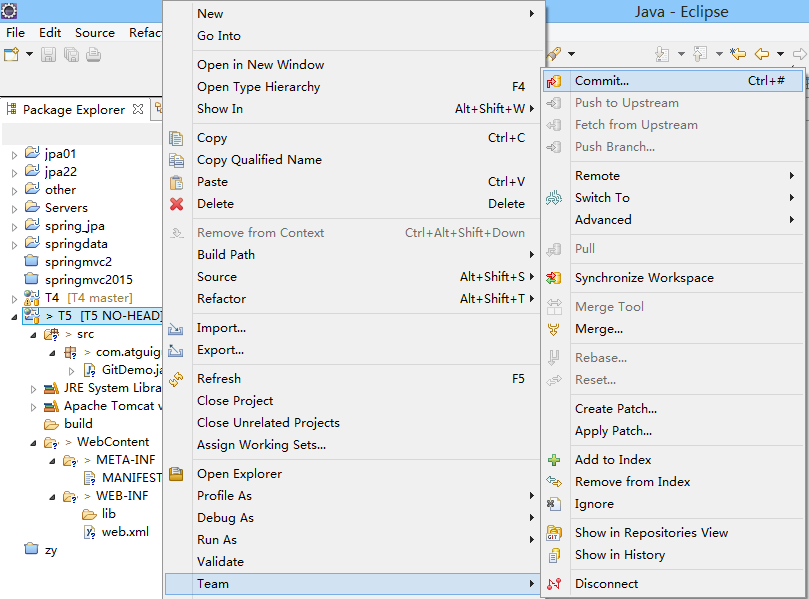 Java - Eclipse
File Edit Source Refac
Package Explorer
jpa01
jpa22
other
Servers
spring_jpa
springdata
springmvc2
springmvc2015
T4 [T4 master]
> T5 [T5 NO-HEAD]
> src
> com.atguig
GitDemo.ja
JRE System Libra
Apache Tomcat v
build
> WebContent
> META-INF
MANIFEST
> WEB-INF
lib
web.xml
zy
New
Go Into
Open in New Window
Open Type Hierarchy F4
Show In Alt+Shift+W
Copy Ctrl+C
Copy Qualified Name
Paste Ctrl+V
Delete Delete
Remove from Context Ctrl+Alt+Shift+Down
Build Path
Source Alt+Shift+S
Refactor Alt+Shift+T
Import...
Export...
Refresh F5
Close Project
Close Unrelated Projects
Assign Working Sets...
Open Explorer
Profile As
Debug As
Run As
Validate
Team
Commit... Ctrl+#
Push to Upstream
Fetch from Upstream
Push Branch...
Remote
Switch To
Advanced
Pull
Synchronize Workspace
Merge Tool
Merge...
Rebase...
Reset...
Create Patch...
Apply Patch...
Add to Index
Remove from Index
Ignore
GIT
Show in Repositories View
Show in History
Disconnect